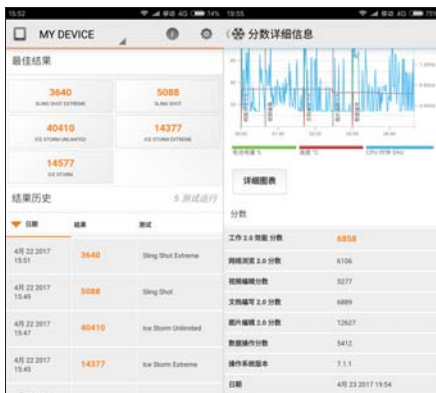 15:52
4G
74%
MY DEVICE
最佳结果
3640
SLING SHOT EXTREME
5088
SLING SHOT
40410
ICE STORM UNLIMITED
14377
ICE STORM EXTREME
14577
ICE STORM
结果历史
5 测试运行
日期 结果 测试
4月 22 2017
15:51
3640
Sling Shot Extreme
4月 22 2017
15:49
5088
Sling Shot
4月 22 2017
15:47
40410
Ice Storm Unlimited
4月 22 2017
15:45
14377
Ice Storm Extreme
19:55
4G
分数详细信息
电池电量 %
温度 °C
CPU 时钟 GHz
详细图表
分数
工作 2.0 效能 分数 6858
网络浏览 2.0 分数 6106
视频编辑分数 5277
文档编写 2.0 分数 6889
图片编辑 2.0 分数 12627
数据操作分数 5412
操作系统版本 7.1.1
日期 4月 23 2017 19:54